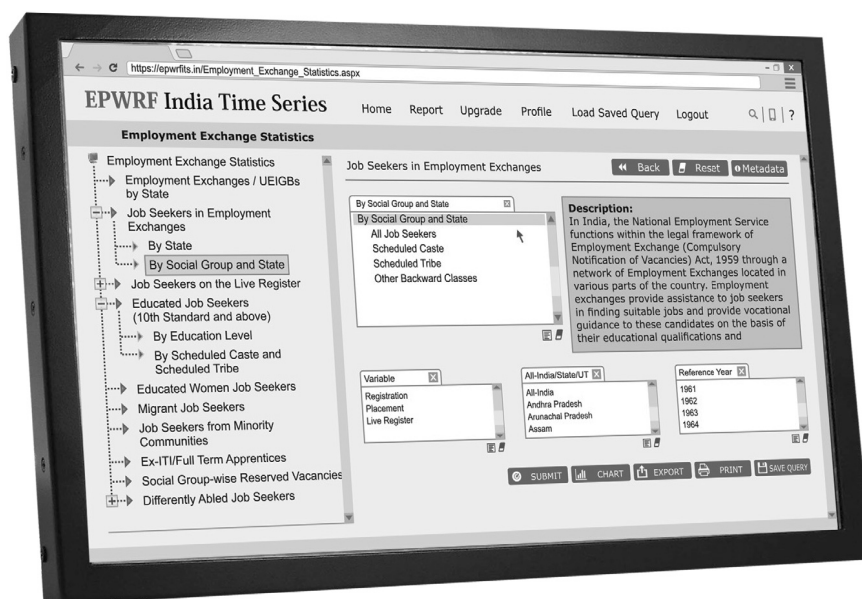 https://epwrfits.in/Employment_Exchange_Statistics.aspx
EPWRF India Time Series
Home Report Upgrade Profile Load Saved Query Logout
Employment Exchange Statistics
Employment Exchange Statistics
Employment Exchanges / UEIGBs
by State
Job Seekers in Employment
Exchanges
By State
By Social Group and State
Job Seekers on the Live Register
Educated Job Seekers
(10th Standard and above)
By Education Level
By Scheduled Caste and
Scheduled Tribe
Educated Women Job Seekers
Migrant Job Seekers
Job Seekers from Minority
Communities
Ex-ITI/Full Term Apprentices
Social Group-wise Reserved Vacancies
Differently Abled Job Seekers
Job Seekers in Employment Exchanges
Back Reset Metadata
By Social Group and State
By Social Group and State
All Job Seekers
Scheduled Caste
Scheduled Tribe
Other Backward Classes
Description:
In India, the National Employment Service
functions within the legal framework of
Employment Exchange (Compulsory
Notification of Vacancies) Act, 1959 through a
network of Employment Exchanges located in
various parts of the country. Employment
exchanges provide assistance to job seekers
in finding suitable jobs and provide vocational
guidance to these candidates on the basis of
their educational qualifications and
Variable
Registration
Placement
Live Register
All-India/State/UT
All-India
Andhra Pradesh
Arunachal Pradesh
Assam
Reference Year
1961
1962
1963
1964
SUBMIT CHART EXPORT PRINT SAVE QUERY